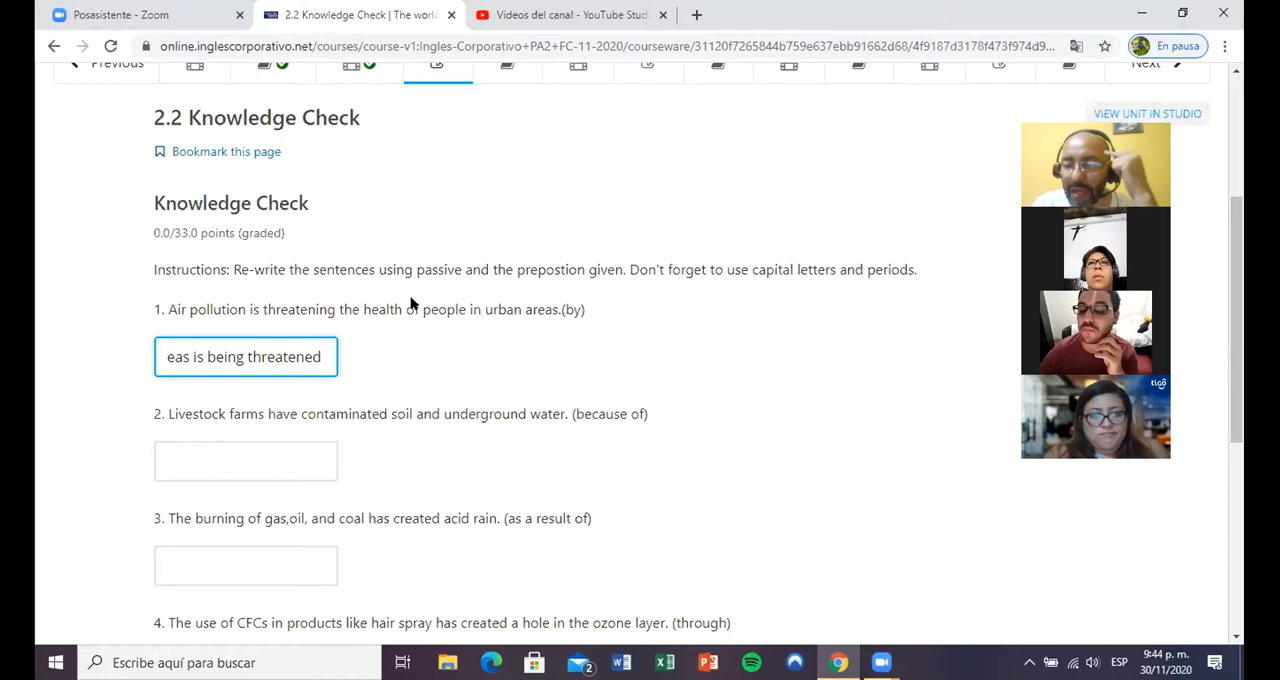 Posasistente - Zoom
2.2 Knowledge Check | The world
Videos del canal - YouTube Stud
online.inglescorporativo.net/courses/course-v1:Ingles-Corporativo+PA2+FC-11-2020/courseware/31120f7265844b759e637ebb91662d68/4f9187d3178f473f974d9...
En pausa
Previous
Next
2.2 Knowledge Check
VIEW UNIT IN STUDIO
Bookmark this page
Knowledge Check
0.0/33.0 points (graded)
Instructions: Re-write the sentences using passive and the prepostion given. Don't forget to use capital letters and periods.
1. Air pollution is threatening the health of people in urban areas.(by)
eas is being threatened
2. Livestock farms have contaminated soil and underground water. (because of)
3. The burning of gas,oil, and coal has created acid rain. (as a result of)
4. The use of CFCs in products like hair spray has created a hole in the ozone layer. (through)
tigo
Escribe aquí para buscar
2
ESP
9:44 p. m.
30/11/2020